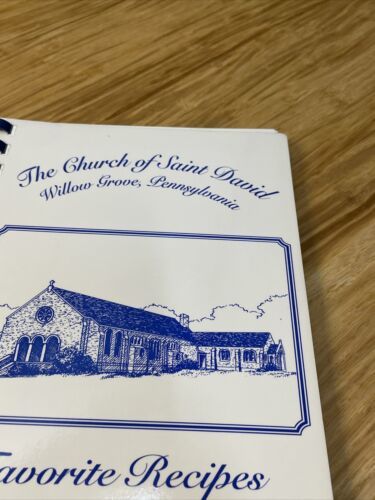 The Church of Saint David
Willow Grove, Pennsylvania
Favorite Recipes